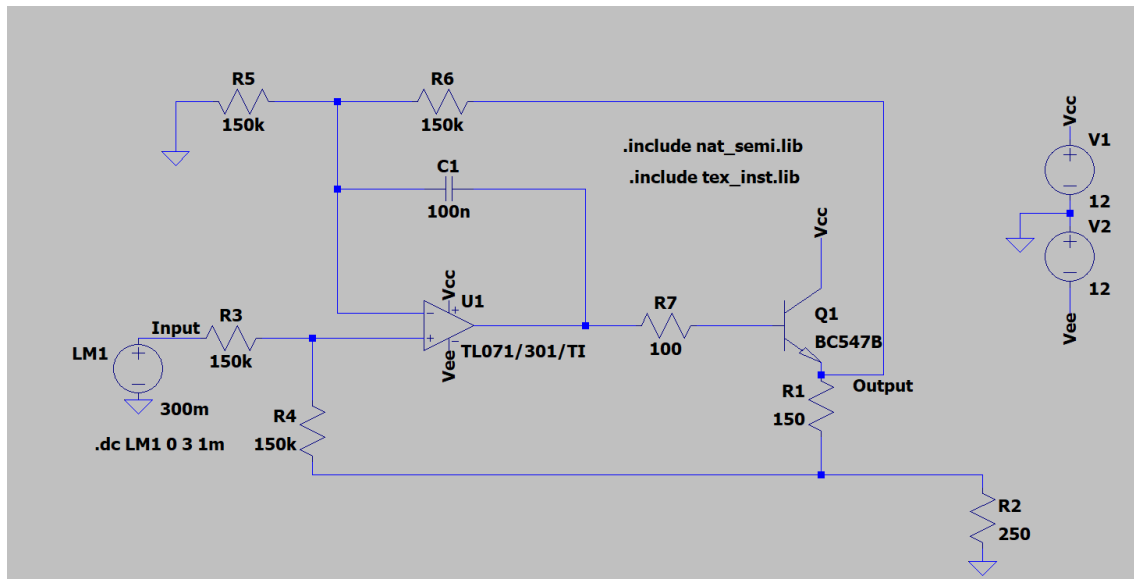 R5
150k
R6
150k
.include nat_semi.lib
.include tex_inst.lib
C1
100n
Vcc
V1
12
V2
12
Vee
Vcc
Vcc
U1
TL071/301/TI
Vee
R7
100
Q1
BC547B
Output
Input
R3
150k
LM1
300m
.dc LM1 0 3 1m
R4
150k
R1
150
R2
250